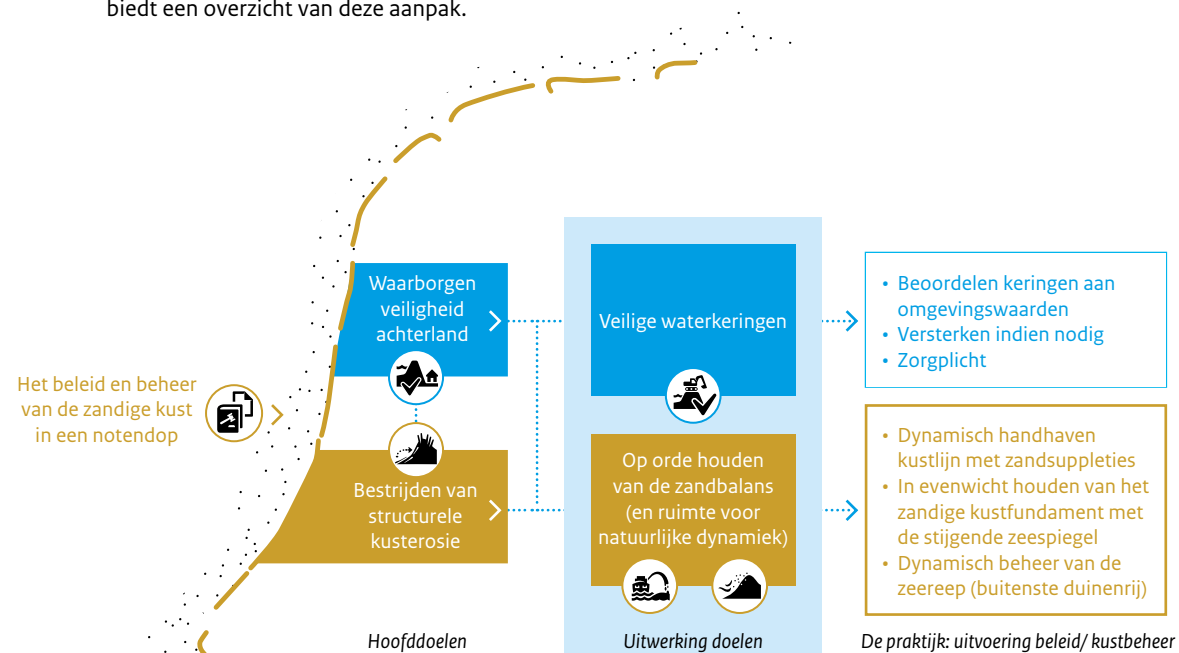 biedt een overzicht van deze aanpak.
Het beleid en beheer
van de zandige kust
in een notendop
Waarborgen
veiligheid
achterland
Bestrijden van
structurele
kusterosie
Hoofddoelen
Veilige waterkeringen
Op orde houden
van de zandbalans
(en ruimte voor
natuurlijke dynamiek)
Uitwerking doelen
• Beoordelen keringen aan
omgevingswaarden
• Versterken indien nodig
• Zorgplicht
• Dynamisch handhaven
kustlijn met zandsuppleties
• In evenwicht houden van het
zandige kustfundament met
de stijgende zeespiegel
• Dynamisch beheer van de
zeereep (buitenste duinenrij)
De praktijk: uitvoering beleid/ kustbeheer